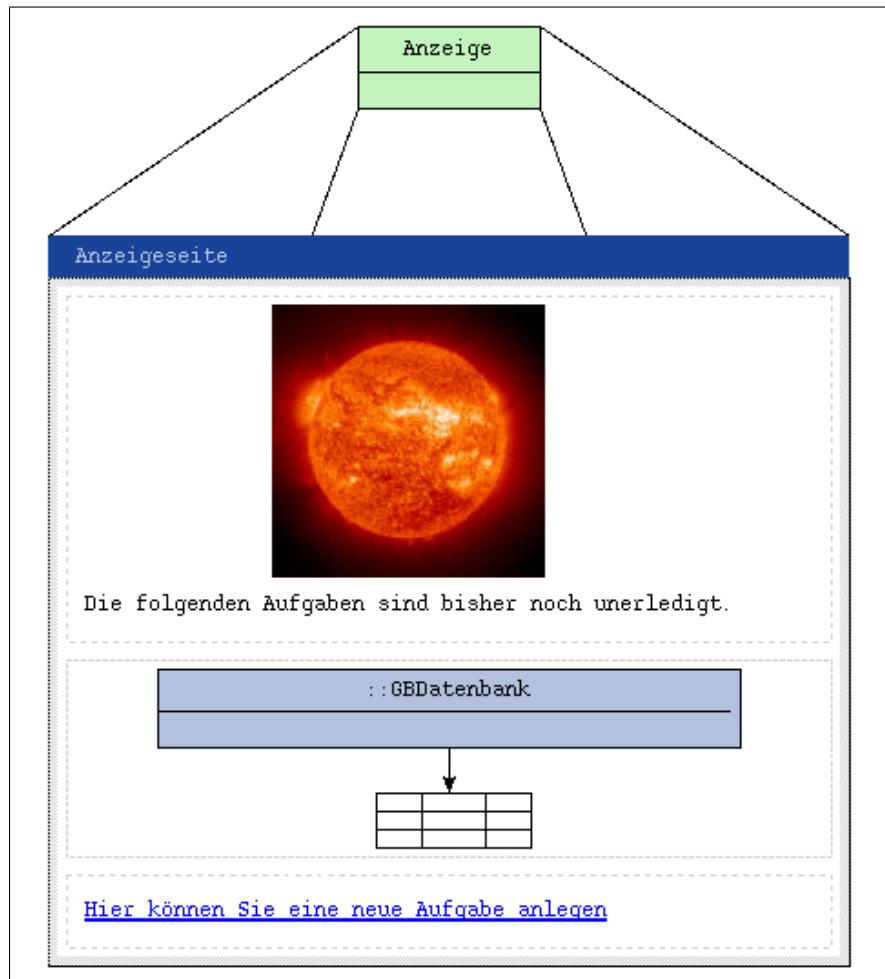 Anzeige
Anzeigeseite
Die folgenden Aufgaben sind bisher noch unerledigt.
::GBDatenbank
Hier können Sie eine neue Aufgabe anlegen